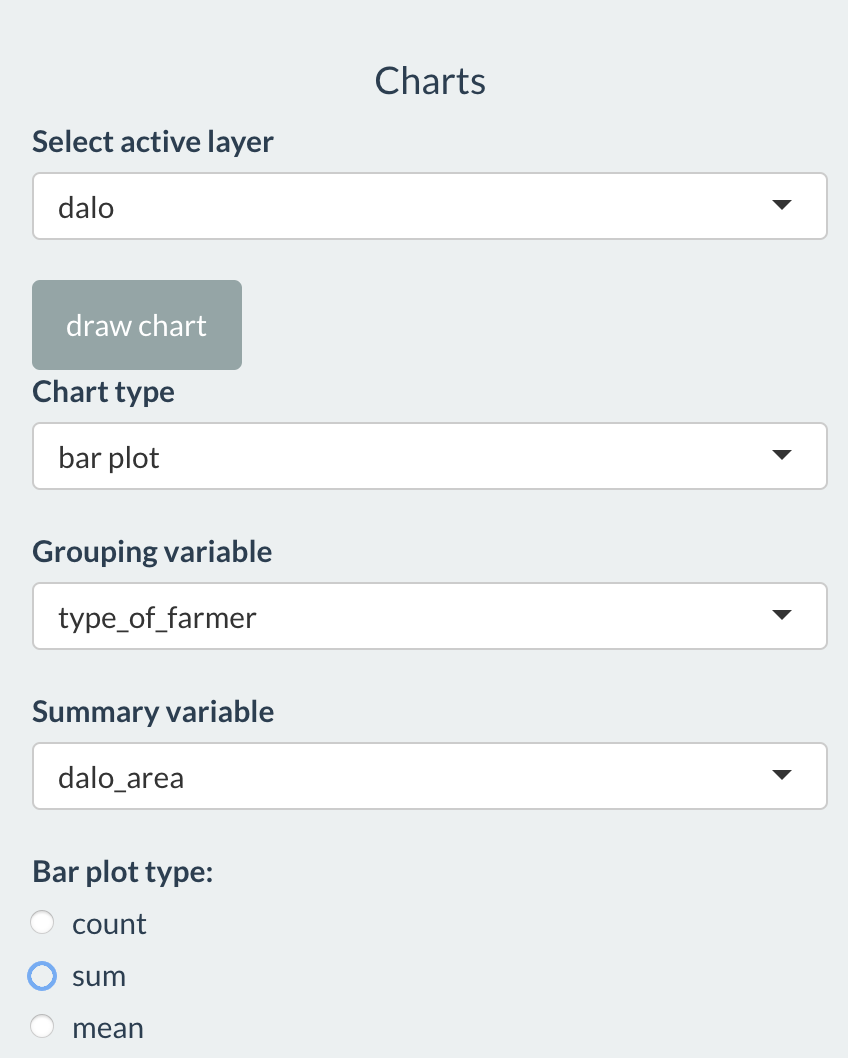 Charts
Select active layer
dalo
draw chart
Chart type
bar plot
Grouping variable
type_of_farmer
Summary variable
dalo_area
Bar plot type:
count
sum
mean